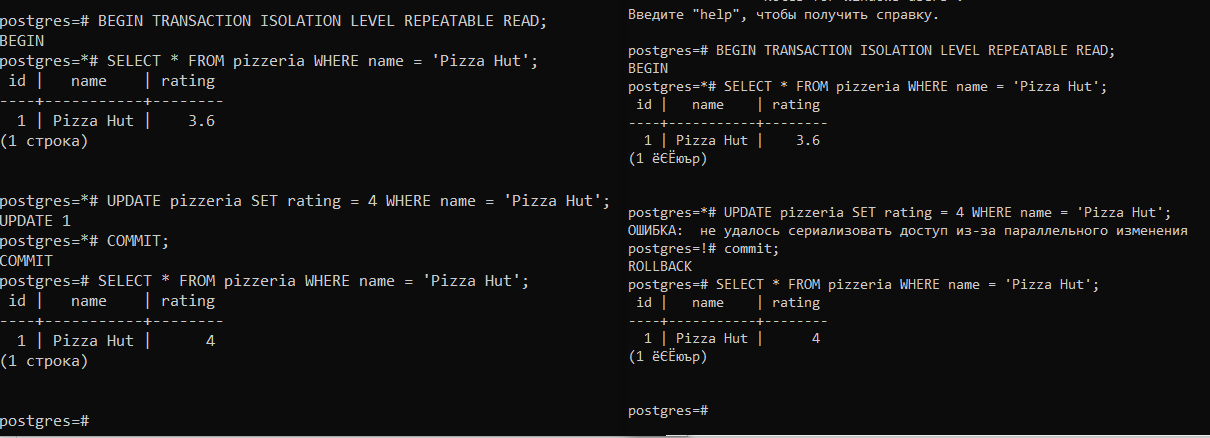 postgres=# BEGIN TRANSACTION ISOLATION LEVEL REPEATABLE READ;
BEGIN
postgres=*# SELECT * FROM pizzeria WHERE name = 'Pizza Hut';
 id |   name    | rating
----+-----------+--------
  1 | Pizza Hut |    3.6
(1 строка)
postgres=*# UPDATE pizzeria SET rating = 4 WHERE name = 'Pizza Hut';
UPDATE 1
postgres=*# COMMIT;
COMMIT
postgres=# SELECT * FROM pizzeria WHERE name = 'Pizza Hut';
 id |   name    | rating
----+-----------+--------
  1 | Pizza Hut |      4
(1 строка)
postgres=#
Введите "help", чтобы получить справку.
postgres=# BEGIN TRANSACTION ISOLATION LEVEL REPEATABLE READ;
BEGIN
postgres=*# SELECT * FROM pizzeria WHERE name = 'Pizza Hut';
 id |   name    | rating
----+-----------+--------
  1 | Pizza Hut |    3.6
(1 ёЄЁюър)
postgres=*# UPDATE pizzeria SET rating = 4 WHERE name = 'Pizza Hut';
ОШИБКА:  не удалось сериализовать доступ из-за параллельного изменения
postgres=!# commit;
ROLLBACK
postgres=# SELECT * FROM pizzeria WHERE name = 'Pizza Hut';
 id |   name    | rating
----+-----------+--------
  1 | Pizza Hut |      4
(1 ёЄЁюър)
postgres=#